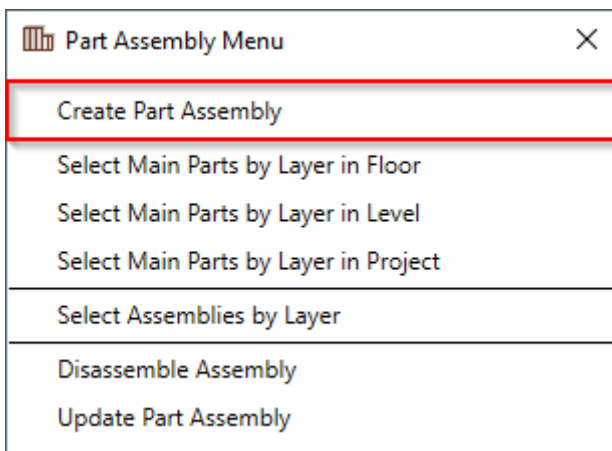 Part Assembly Menu
Create Part Assembly
Select Main Parts by Layer in Floor
Select Main Parts by Layer in Level
Select Main Parts by Layer in Project
Select Assemblies by Layer
Disassemble Assembly
Update Part Assembly